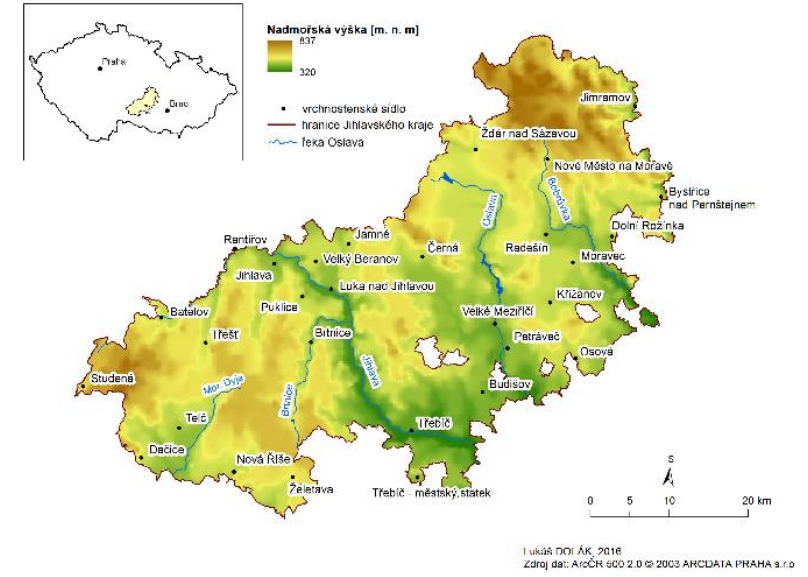 Praha
Brno
Nadmořská výška [m. n. m]
837
320
vrchnostenské sídlo
hranice Jihlavského kraje
řeka Oslava
Jimramov
Žďár nad Sázavou
Nové Město na Moravě
Bystřice
nad Pernštejnem
Bobrůvka
Oslava
Dolní Rožínka
Radešín
Moravec
Jamné
Rantířov
Černá
Velký Beranov
Jihlava
Luka nad Jihlavou
Puklice
Křižanov
Batelov
Velké Meziříčí
Třešť
Brtnice
Petráveč
Osová
Jihlava
Studená
Mor. Dyje
Brtnice
Budišov
Telč
Třebíč
Dačice
Nová Říše
Želetava
Třebíč - městský statek
S
0 5 10 20 km
Lukáš DOLÁK, 2016
Zdroj dat: ArcČR 500 2.0 © 2003 ARCDATA PRAHA s.r.o